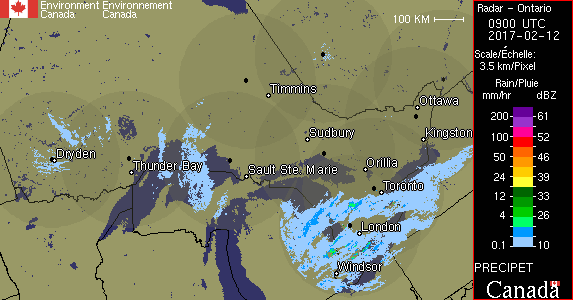 Environment Environnement
Canada Canada
100 KM
Timmins
Ottawa
Sudbury
Kingston
Dryden
Thunder Bay
Sault Ste. Marie
Orillia
Toronto
London
Windsor
Radar - Ontario
0900 UTC
2017-02-12
Scale/Échelle:
3.5 km/Pixel
Rain/Pluie
mm/hr dBZ
200 61
100 52
50 46
24 39
12 33
4 26
0.1 10
PRECIPET
Canada